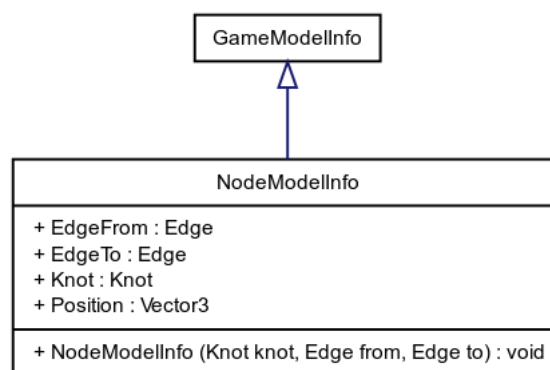 GameModelInfo
NodeModelInfo
+ EdgeFrom : Edge
+ EdgeTo : Edge
+ Knot : Knot
+ Position : Vector3
+ NodeModelInfo (Knot knot, Edge from, Edge to) : void